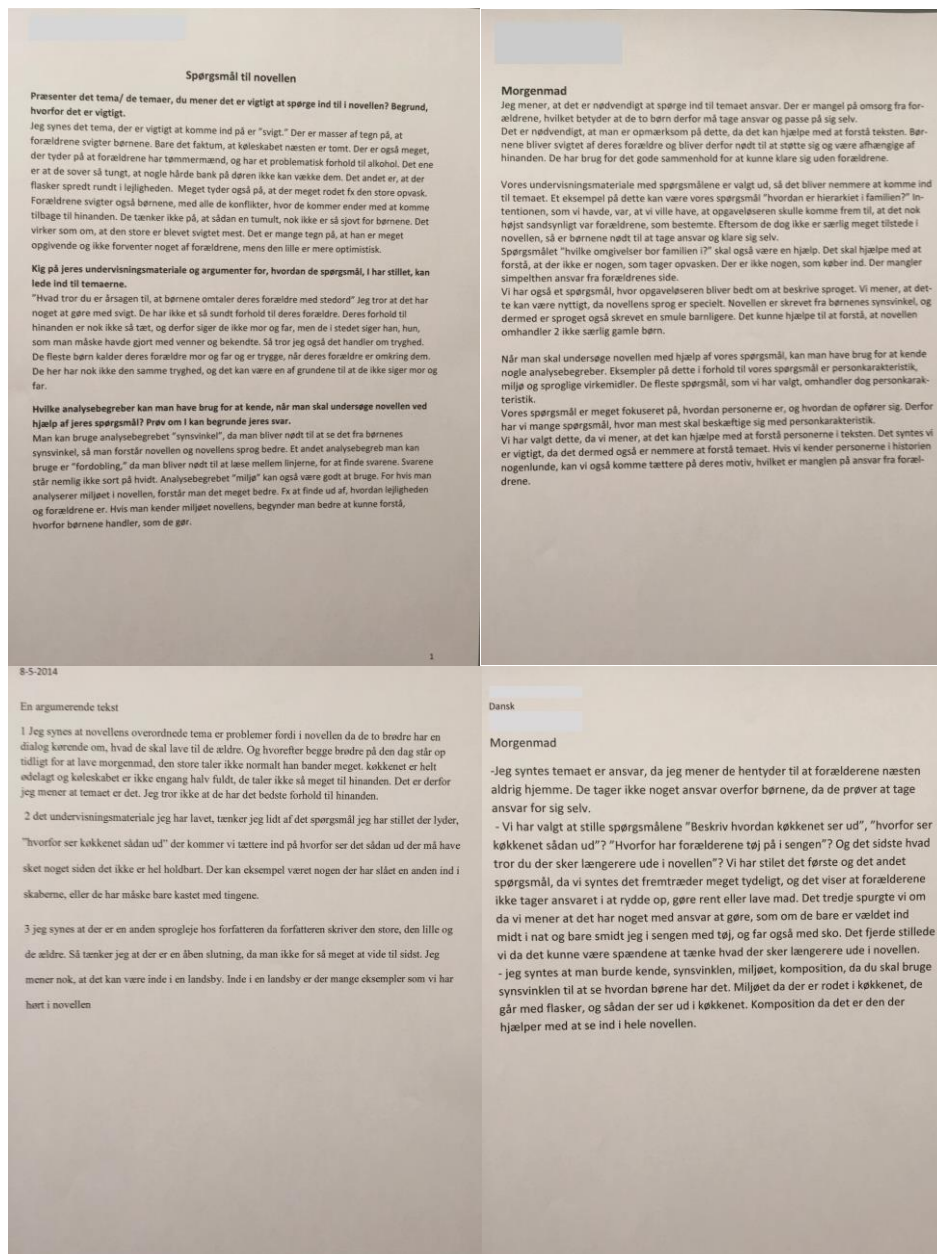 Spørgsmål til novellen
Præsenter det tema/ de temaer, du mener det er vigtigt at spørge ind til i novellen? Begrund,
hvorfor det er vigtigt.
Jeg synes det tema, der er vigtigt at komme ind på er "svigt." Der er masser af tegn på, at
forældrene svigter børnene. Bare det faktum, at køleskabet næsten er tomt. Der er også meget,
der tyder på at forældrene har tømmermænd, og har et problematisk forhold til alkohol. Det ene
er at de sover så tungt, at nogle hårde bank på døren ikke kan vække dem. Det andet er, at der
flasker spredt rundt i lejligheden. Meget tyder også på, at der meget rodet fx den store opvask.
Forældrene svigter også børnene, med alle de konflikter, hvor de kommer ender med at komme
tilbage til hinanden. De tænker ikke på, at sådan en tumult, nok ikke er så sjovt for børnene. Det
virker som om, at den store er blevet svigtet mest. Det er mange tegn på, at han er meget
opgivende og ikke forventer noget af forældrene, mens den lille er mere optimistisk.
Kig på jeres undervisningsmateriale og argumenter for, hvordan de spørgsmål, I har stillet, kan
lede ind til temaerne.
"Hvad tror du er årsagen til, at børnene omtaler deres forældre med stedord" Jeg tror at det har
noget at gøre med svigt. De har ikke et så sundt forhold til deres forældre. Deres forhold til
hinanden er nok ikke så tæt, og derfor siger de ikke mor og far, men de i stedet siger han, hun,
som man måske havde gjort med venner og bekendte. Så tror jeg også det handler om tryghed.
De fleste børn kalder deres forældre mor og far og er trygge, når deres forældre er omkring dem.
De her har nok ikke den samme tryghed, og det kan være en af grundene til at de ikke siger mor og
far.
Hvilke analysebegreber kan man have brug for at kende, når man skal undersøge novellen ved
hjælp af jeres spørgsmål? Prøv om I kan begrunde jeres svar.
Man kan bruge analysebegrebet "synsvinkel", da man bliver nødt til at se det fra børnenes
synsvinkel, så man forstår novellen og novellens sprog bedre. Et andet analysegreb man kan
bruge er "fordobling," da man bliver nødt til at læse mellem linjerne, for at finde svarene. Svarene
står nemlig ikke sort på hvidt. Analysebegrebet "miljø" kan også være godt at bruge. For hvis man
analyserer miljøet i novellen, forstår man det meget bedre. Fx at finde ud af, hvordan lejligheden
og forældrene er. Hvis man kender miljøet novellens, begynder man bedre at kunne forstå,
hvorfor børnene handler, som de gør.
1
Morgenmad
Jeg mener, at det er nødvendigt at spørge ind til temaet ansvar. Der er mangel på omsorg fra for-
ældrene, hvilket betyder at de to børn derfor må tage ansvar og passe på sig selv.
Det er nødvendigt, at man er opmærksom på dette, da det kan hjælpe med at forstå teksten. Bør-
nene bliver svigtet af deres forældre og bliver derfor nødt til at støtte sig og være afhængige af
hinanden. De har brug for det gode sammenhold for at kunne klare sig uden forældrene.
Vores undervisningsmateriale med spørgsmålene er valgt ud, så det bliver nemmere at komme ind
til temaet. Et eksempel på dette kan være vores spørgsmål "hvordan er hierarkiet i familien?" In-
tentionen, som vi havde, var, at vi ville have, at opgaveløseren skulle komme frem til, at det nok
højst sandsynligt var forældrene, som bestemte. Eftersom de dog ikke er særlig meget tilstede i
novellen, så er børnene nødt til at tage ansvar og klare sig selv.
Spørgsmålet "hvilke omgivelser bor familien i?" skal også være en hjælp. Det skal hjælpe med at
forstå, at der ikke er nogen, som tager opvasken. Der er ikke nogen, som køber ind. Der mangler
simpelthen ansvar fra forældrenes side.
Vi har også et spørgsmål, hvor opgaveløseren bliver bedt om at beskrive sproget. Vi mener, at det-
te kan være nyttigt, da novellens sprog er specielt. Novellen er skrevet fra børnenes synsvinkel, og
dermed er sproget også skrevet en smule barnligere. Det kunne hjælpe til at forstå, at novellen
omhandler 2 ikke særlig gamle børn.
Når man skal undersøge novellen med hjælp af vores spørgsmål, kan man have brug for at kende
nogle analysebegreber. Eksempler på dette i forhold til vores spørgsmål er personkarakteristik,
miljø og sproglige virkemidler. De fleste spørgsmål, som vi har valgt, omhandler dog personkarak-
teristik.
Vores spørgsmål er meget fokuseret på, hvordan personerne er, og hvordan de opfører sig. Derfor
har vi mange spørgsmål, hvor man mest skal beskæftige sig med personkarakteristik.
Vi har valgt dette, da vi mener, at det kan hjælpe med at forstå personerne i teksten. Det syntes vi
er vigtigt, da det dermed også er nemmere at forstå temaet. Hvis vi kender personerne i historien
nogenlunde, kan vi også komme tættere på deres motiv, hvilket er manglen på ansvar fra foræl-
drene.
8-5-2014
En argumerende tekst
1 Jeg synes at novellens overordnede tema er problemer fordi i novellen da de to brødre har en
dialog kørende om, hvad de skal lave til de ældre. Og hvorefter begge brødre på den dag står op
tidligt for at lave morgenmad, den store taler ikke normalt han bander meget. køkkenet er helt
ødelagt og køleskabet er ikke engang halv fuldt, de taler ikke så meget til hinanden. Det er derfor
jeg mener at temaet er det. Jeg tror ikke at de har det bedste forhold til hinanden.
2 det undervisningsmateriale jeg har lavet, tænker jeg lidt af det spørgsmål jeg har stillet der lyder,
"hvorfor ser køkkenet sådan ud" der kommer vi tættere ind på hvorfor ser det sådan ud der må have
sket noget siden det ikke er hel holdbart. Der kan eksempel været nogen der har slået en anden ind i
skaberne, eller de har måske bare kastet med tingene.
3 jeg synes at der er en anden sprogleje hos forfatteren da forfatteren skriver den store, den lille og
de ældre. Så tænker jeg at der er en åben slutning, da man ikke for så meget at vide til sidst. Jeg
mener nok, at det kan være inde i en landsby. Inde i en landsby er der mange eksempler som vi har
hørt i novellen
Dansk
Morgenmad
-Jeg syntes temaet er ansvar, da jeg mener de hentyder til at forælderene næsten
aldrig hjemme. De tager ikke noget ansvar overfor børnene, da de prøver at tage
ansvar for sig selv.
- Vi har valgt at stille spørgsmålene "Beskriv hvordan køkkenet ser ud", "hvorfor ser
køkkenet sådan ud"? "Hvorfor har forælderene tøj på i sengen"? Og det sidste hvad
tror du der sker længerere ude i novellen"? Vi har stilet det første og det andet
spørgsmål, da vi syntes det fremtræder meget tydeligt, og det viser at forælderene
ikke tager ansvaret i at rydde op, gøre rent eller lave mad. Det tredje spurgte vi om
da vi mener at det har noget med ansvar at gøre, som om de bare er vældet ind
midt i nat og bare smidt jeg i sengen med tøj, og far også med sko. Det fjerde stillede
vi da det kunne være spændene at tænke hvad der sker længerere ude i novellen.
- jeg syntes at man burde kende, synsvinklen, miljøet, komposition, da du skal bruge
synsvinklen til at se hvordan børene har det. Miljøet da der er rodet i køkkenet, de
går med flasker, og sådan der ser ud i køkkenet. Komposition da det er den der
hjælper med at se ind i hele novellen.